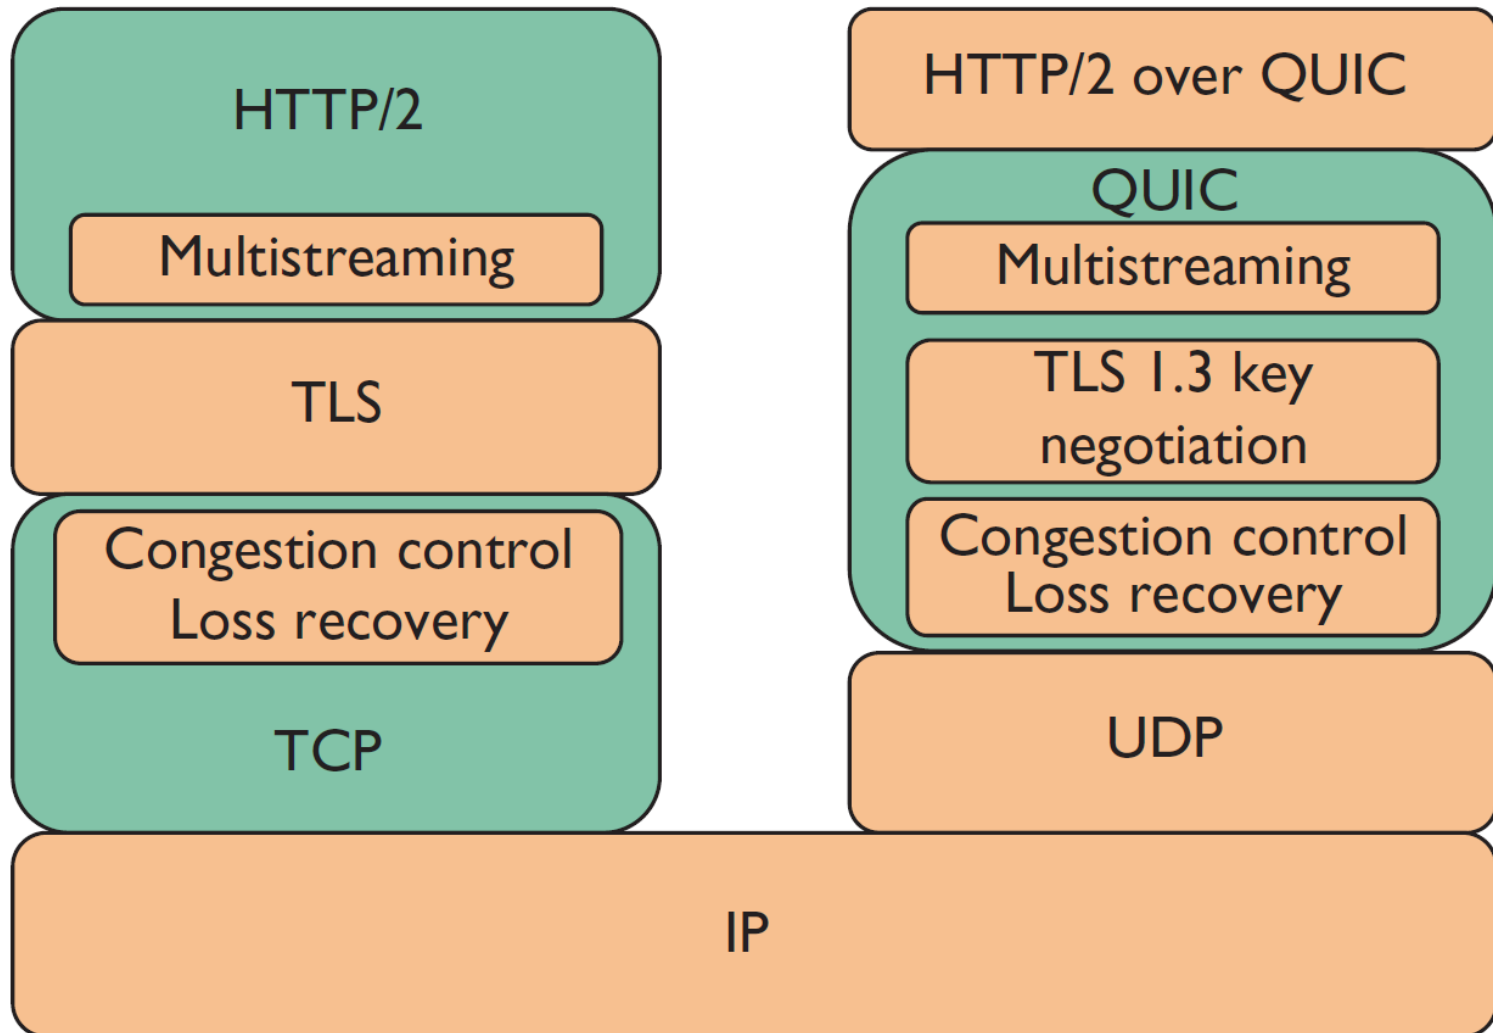 HTTP/2
Multistreaming
TLS
Congestion control
Loss recovery
TCP
HTTP/2 over QUIC
QUIC
Multistreaming
TLS 1.3 key
negotiation
Congestion control
Loss recovery
UDP
IP